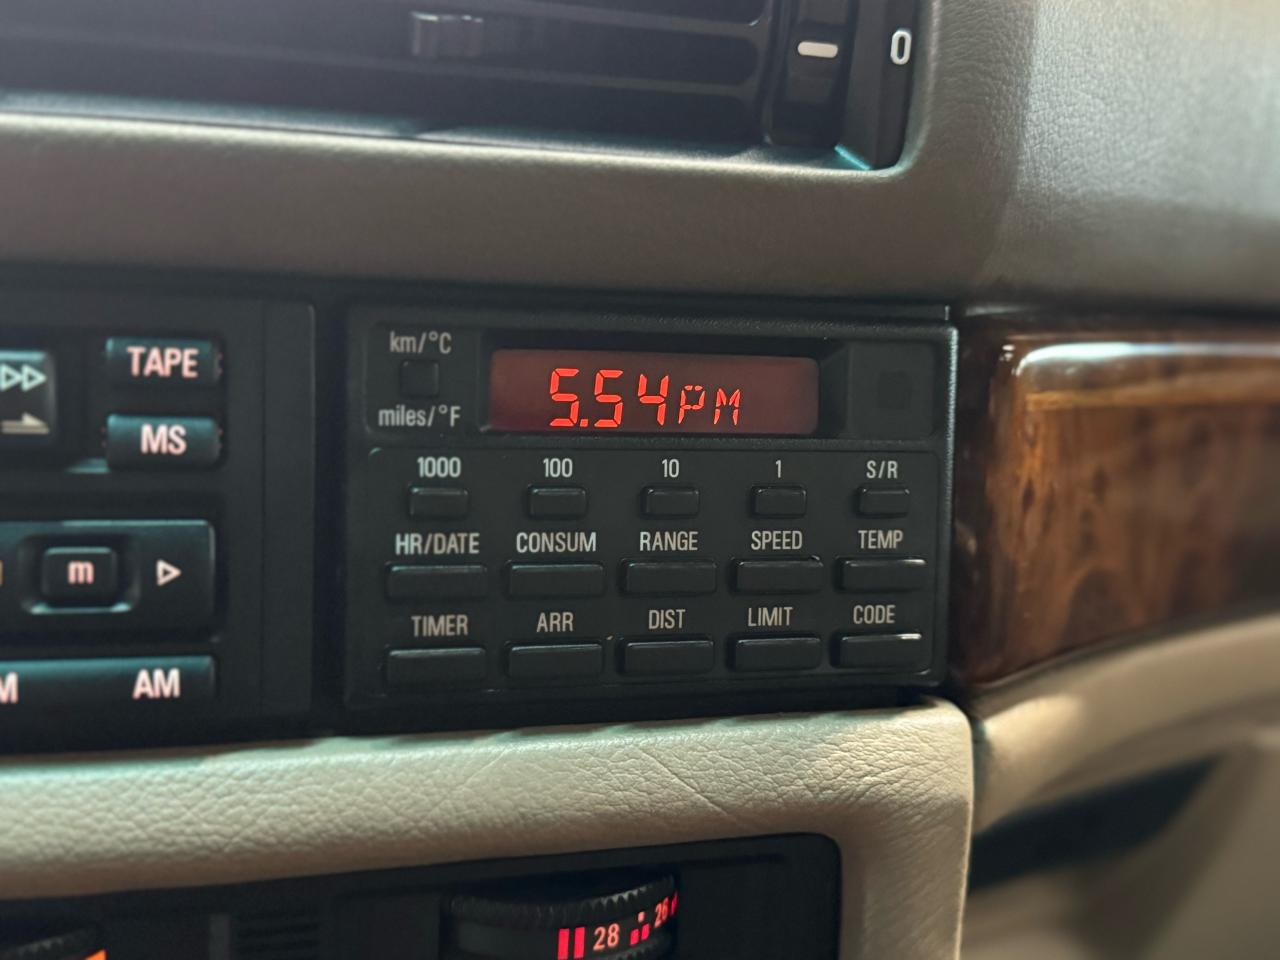 0
km/°C
TAPE
5.54PM
miles/°F
MS
1000 100 10 1 S/R
HR/DATE CONSUM RANGE SPEED TEMP
m
TIMER ARR DIST LIMIT CODE
AM
28 26